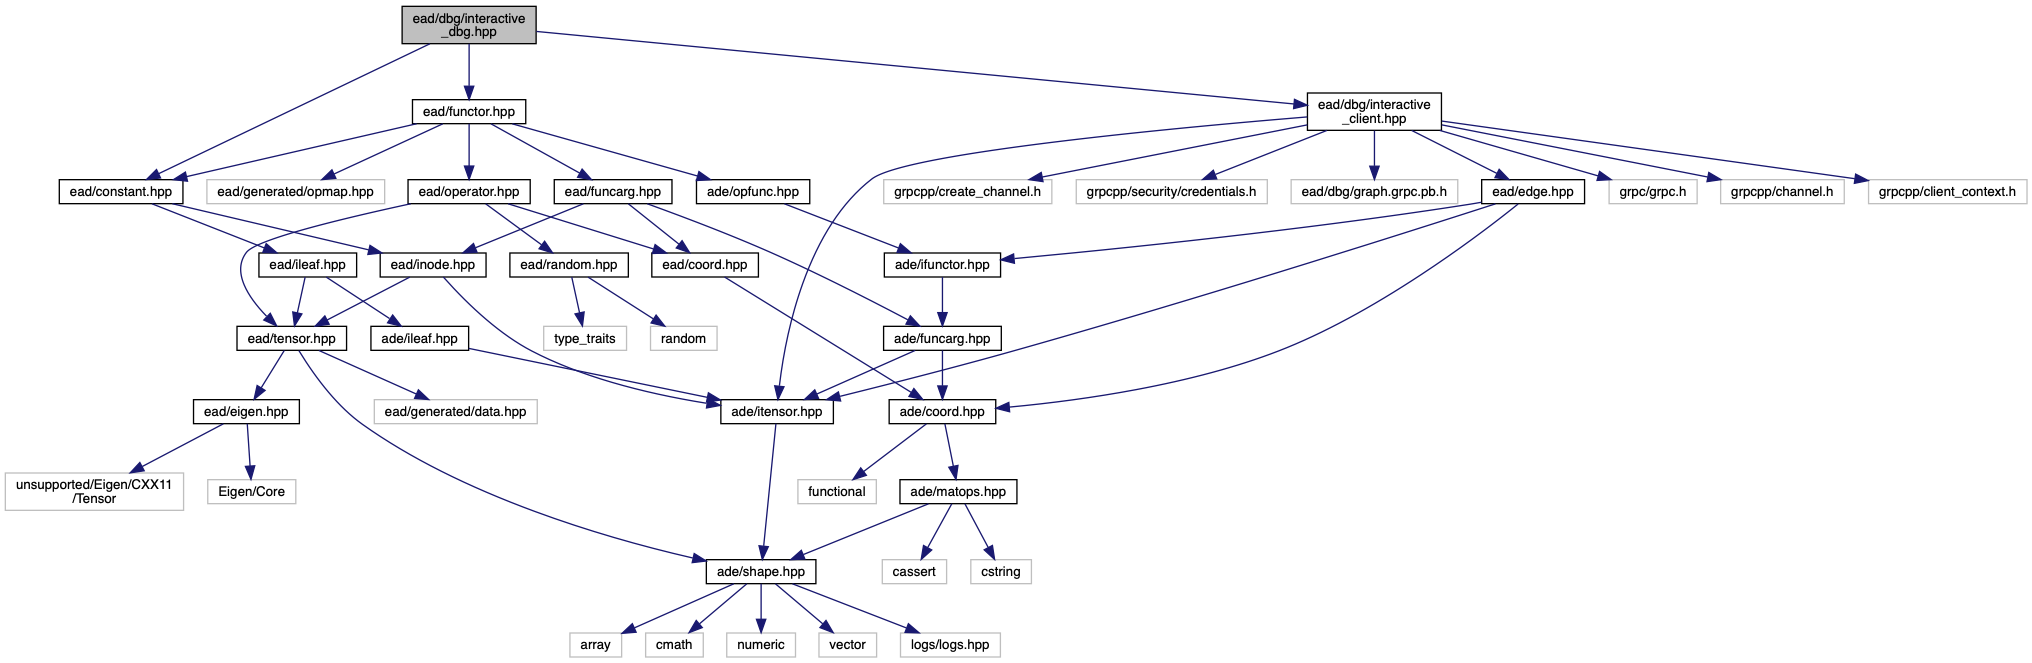 ead/dbg/interactive
_dbg.hpp
ead/functor.hpp
ead/dbg/interactive
_client.hpp
ead/constant.hpp
ead/generated/opmap.hpp
ead/operator.hpp
ead/funcarg.hpp
ade/opfunc.hpp
grpcpp/create_channel.h
grpcpp/security/credentials.h
ead/dbg/graph.grpc.pb.h
ead/edge.hpp
grpc/grpc.h
grpcpp/channel.h
grpcpp/client_context.h
ead/ileaf.hpp
ead/inode.hpp
ead/random.hpp
ead/coord.hpp
ade/ifunctor.hpp
ead/tensor.hpp
ade/ileaf.hpp
type_traits
random
ade/funcarg.hpp
ead/eigen.hpp
ead/generated/data.hpp
ade/itensor.hpp
ade/coord.hpp
unsupported/Eigen/CXX11
/Tensor
Eigen/Core
functional
ade/matops.hpp
ade/shape.hpp
cassert
cstring
array
cmath
numeric
vector
logs/logs.hpp